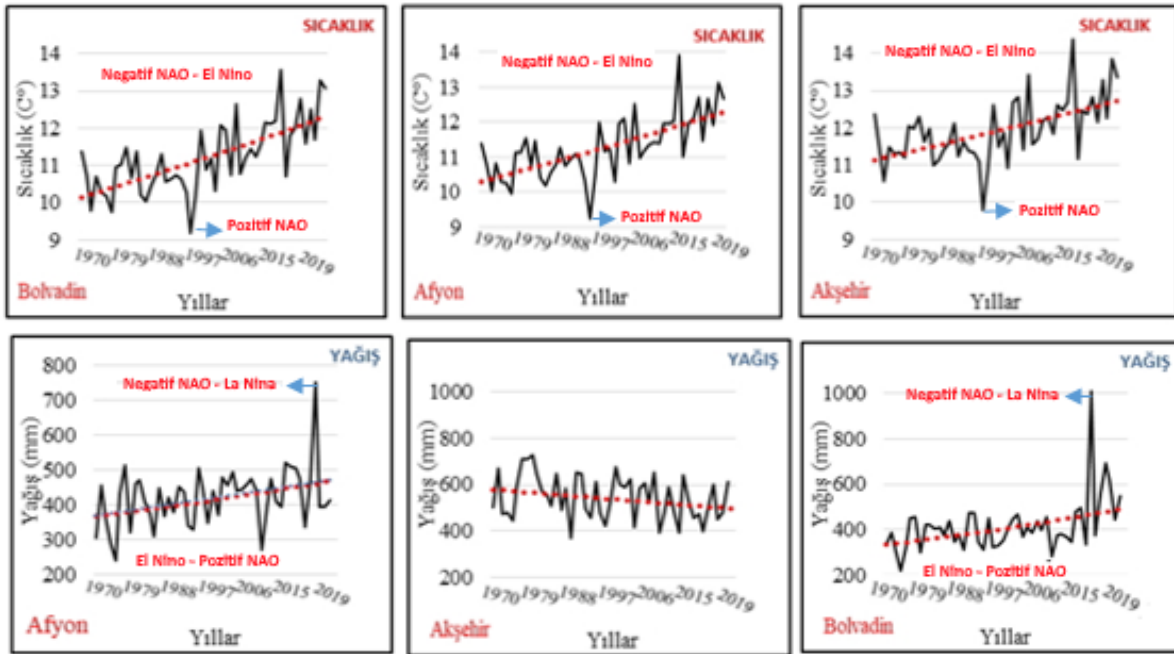 SICAKLIK
14
13
12
11
10
9
Sıcaklık (C°)
Negatif NAO - El Nino
Pozitif NAO
1970
1979
1988
1997
2006
2015
2019
Bolvadin
Yıllar
SICAKLIK
14
13
12
11
10
9
Sıcaklık (C°)
Negatif NAO - El Nino
Pozitif NAO
1970
1979
1988
1997
2006
2015
2019
Afyon
Yıllar
SICAKLIK
14
13
12
11
10
9
Sıcaklık (C°)
Negatif NAO - El Nino
Pozitif NAO
1970
1979
1988
1997
2006
2015
2019
Akşehir
Yıllar
YAĞIŞ
800
700
600
500
400
300
200
Yağış (mm)
Negatif NAO - La Nina
El Nino - Pozitif NAO
1970
1979
1988
1997
2006
2015
2019
Afyon
Yıllar
YAĞIŞ
1000
800
600
400
200
Yağış (mm)
1970
1979
1988
1997
2006
2015
2019
Akşehir
Yıllar
YAĞIŞ
1000
800
600
400
200
Yağış (mm)
Negatif NAO - La Nina
El Nino - Pozitif NAO
1970
1979
1988
1997
2006
2015
2019
Bolvadin
Yıllar